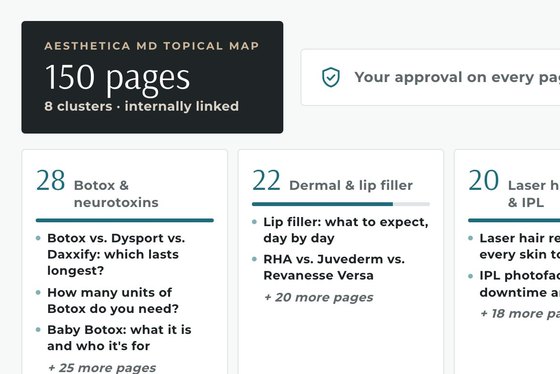 AESTHETICA MD TOPICAL MAP
150 pages
8 clusters · internally linked
Your approval on every
28 Botox &
neurotoxins
Botox vs. Dysport vs.
Daxxify: which lasts
longest?
How many units of
Botox do you need?
Baby Botox: what it is
and who it's for
+ 25 more pages
22 Dermal & lip filler
Lip filler: what to expect,
day by day
RHA vs. Juvederm vs.
Revanesse Versa
+ 20 more pages
20 Laser
& IPL
Laser hair
every skin
IPL
downtime
+ 18 more